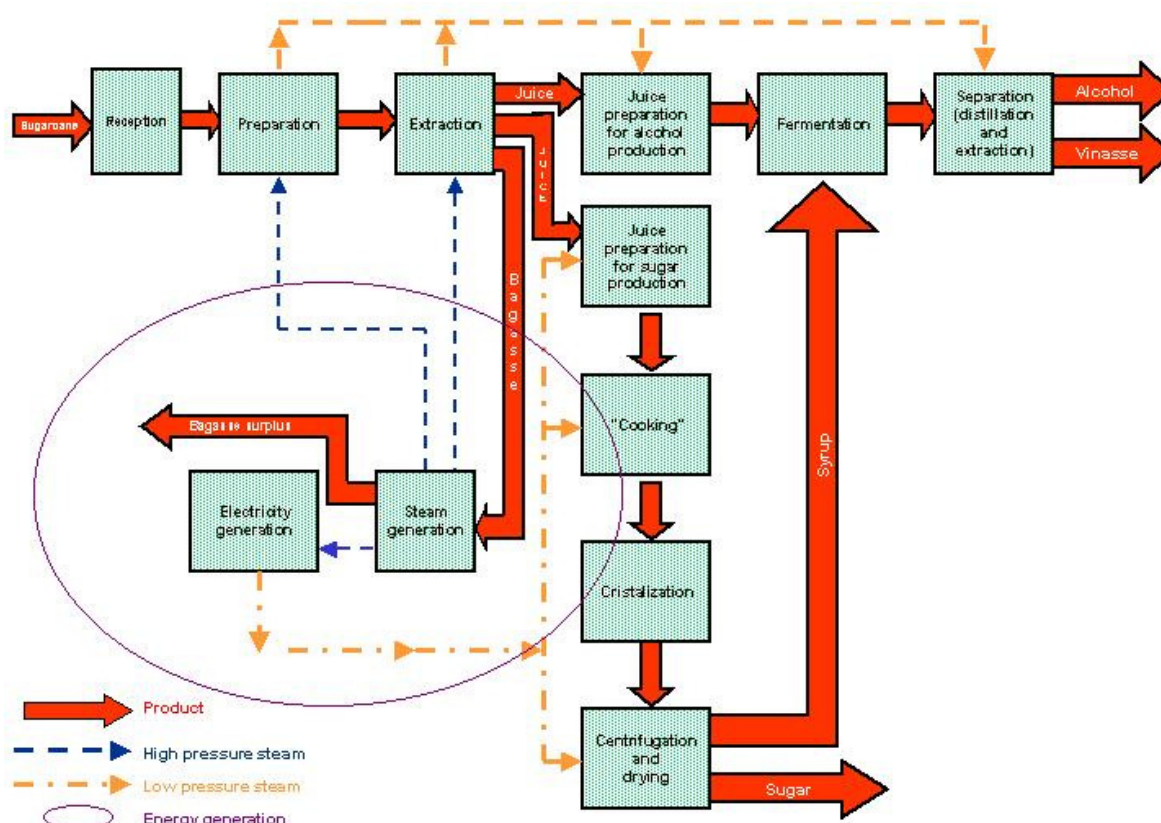 Sugarcane
Reception
Preparation
Extraction
Juice
Juice
preparation
for alcohol
production
Fermentation
Separation
(distillation
and
extraction)
Alcohol
Vinasse
Juice
Juice
preparation
for sugar
production
Bagasse
"Cooking"
Bagasse surplus
Electricity
generation
Steam
generation
Syrup
Cristalization
Centrifugation
and
drying
Sugar
Product
High pressure steam
Low pressure steam
Energy generation